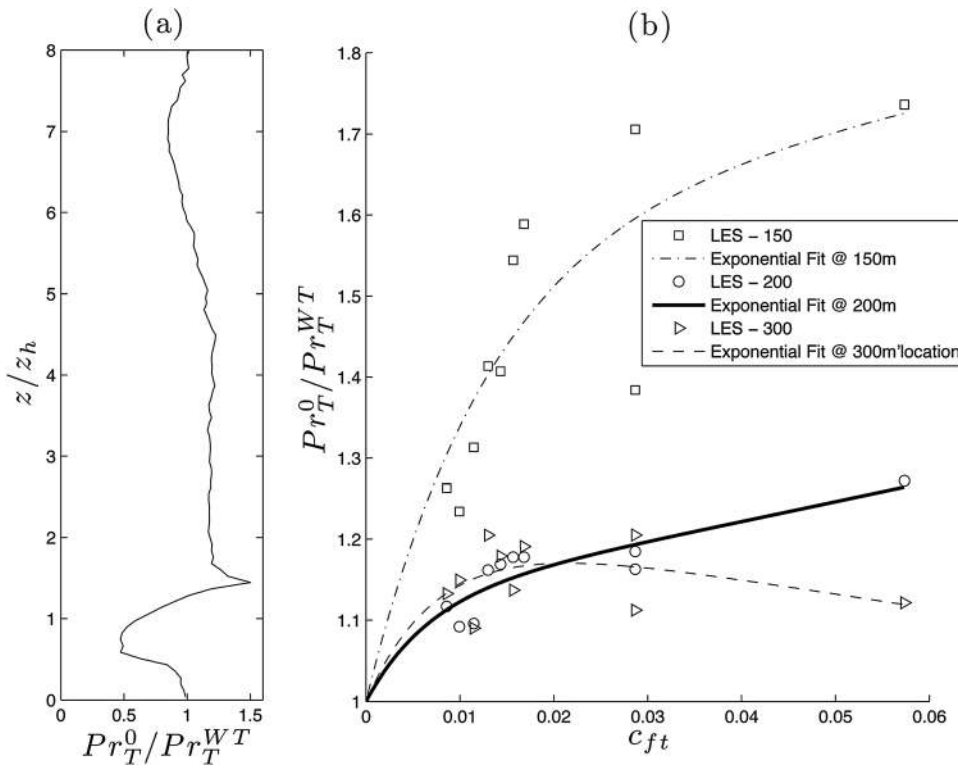 (a)
(b)
8
7
6
5
4
3
2
1
0
z/z_h
0
0.5
1
1.5
Pr_T^0/Pr_T^{WT}
1.8
1.7
1.6
1.5
1.4
1.3
1.2
1.1
1
Pr_T^0/Pr_T^{WT}
LES – 150
Exponential Fit @ 150m
LES – 200
Exponential Fit @ 200m
LES – 300
Exponential Fit @ 300m'location
0
0.01
0.02
0.03
0.04
0.05
0.06
c_{ft}